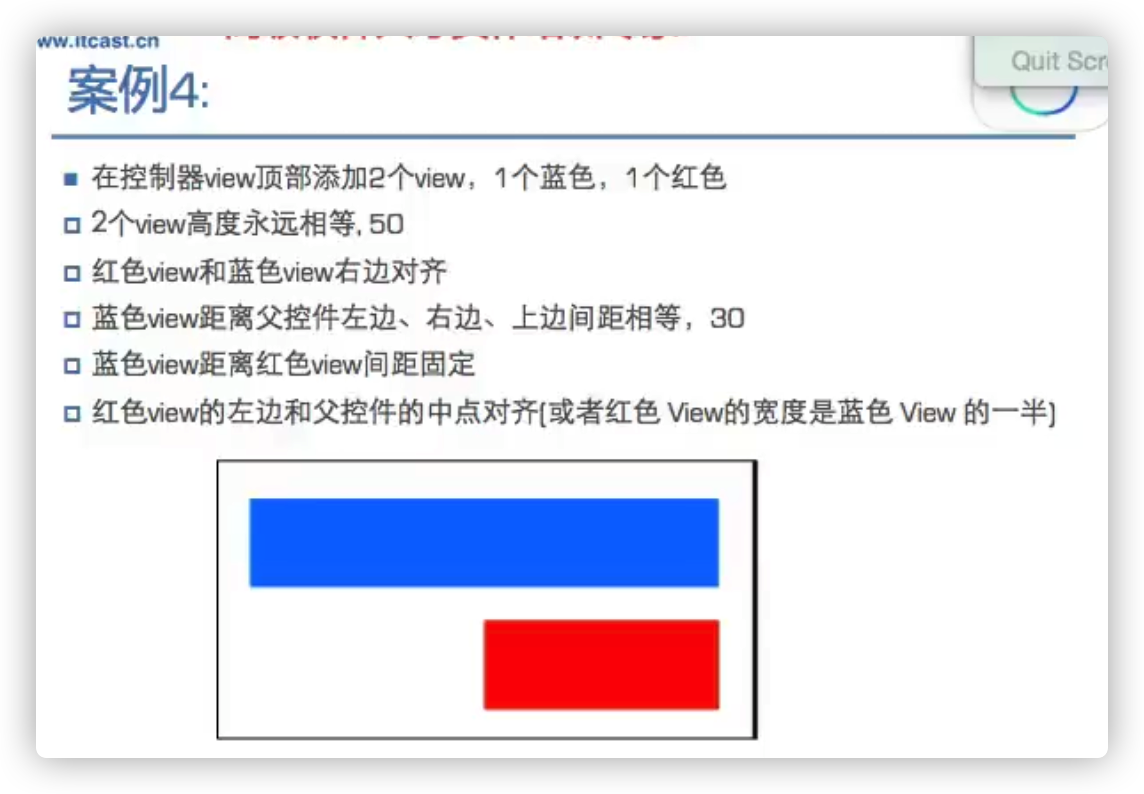 ww.itcast.cn
案例4:
Quit Scr
在控制器view顶部添加2个view，1个蓝色，1个红色
2个view高度永远相等, 50
红色view和蓝色view右边对齐
蓝色view距离父控件左边、右边、上边间距相等，30
蓝色view距离红色view间距固定
红色view的左边和父控件的中点对齐(或者红色 View的宽度是蓝色 View 的一半)